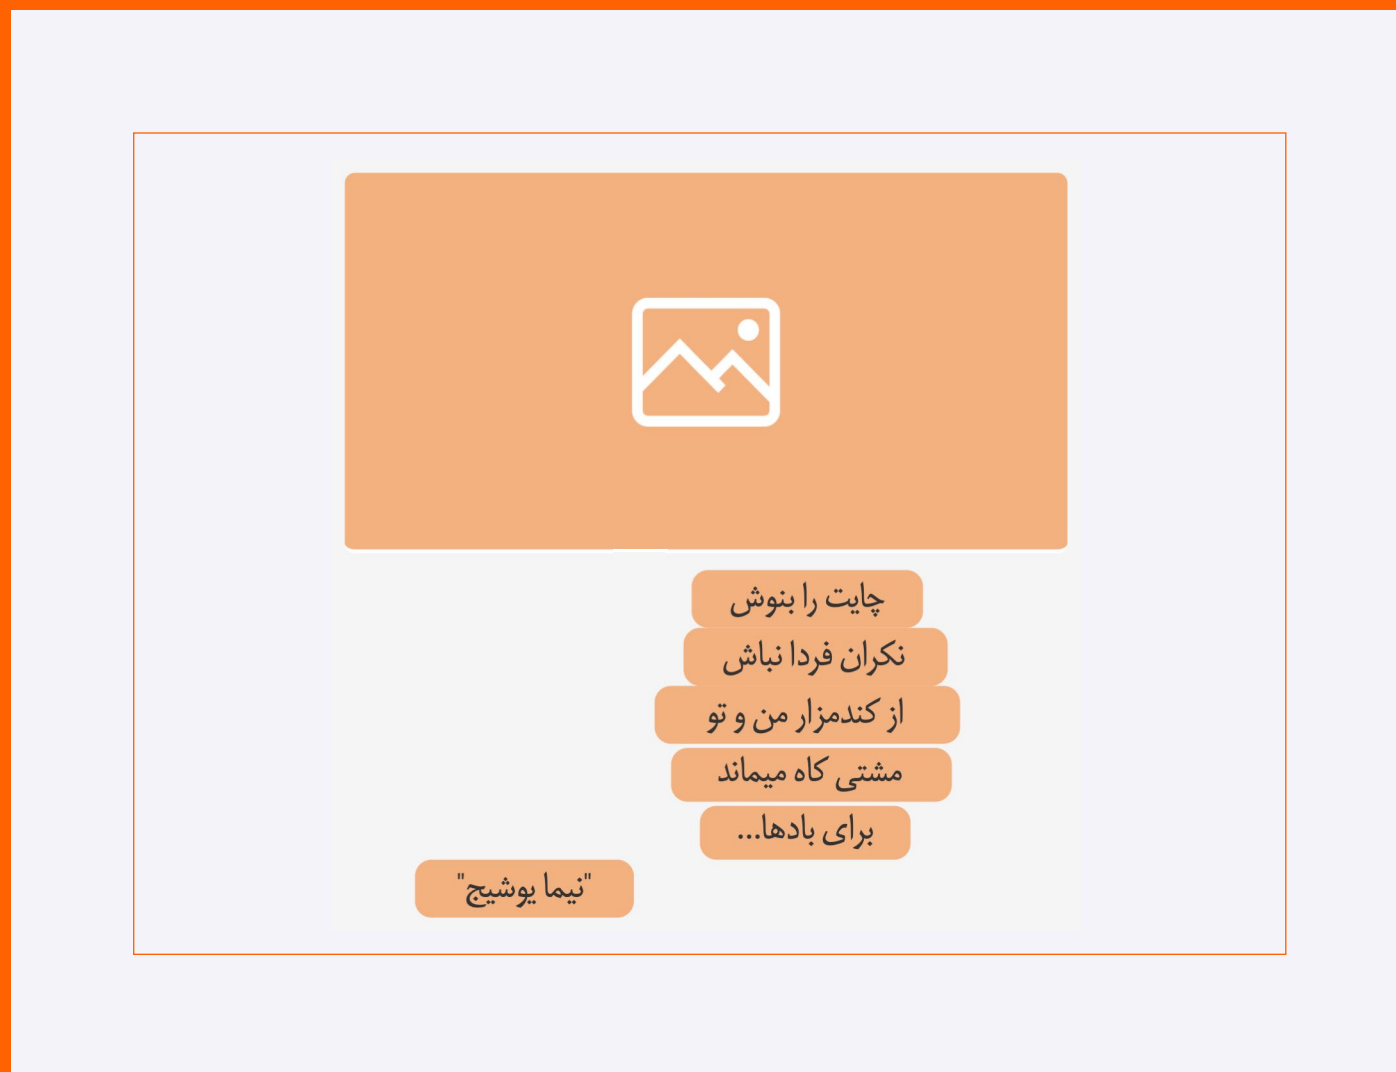 چایت را بنوش
نکران فردا نباش
از کندمزار من و تو
مشتی کاه میماند
برای بادها...
"نیما یوشیج"